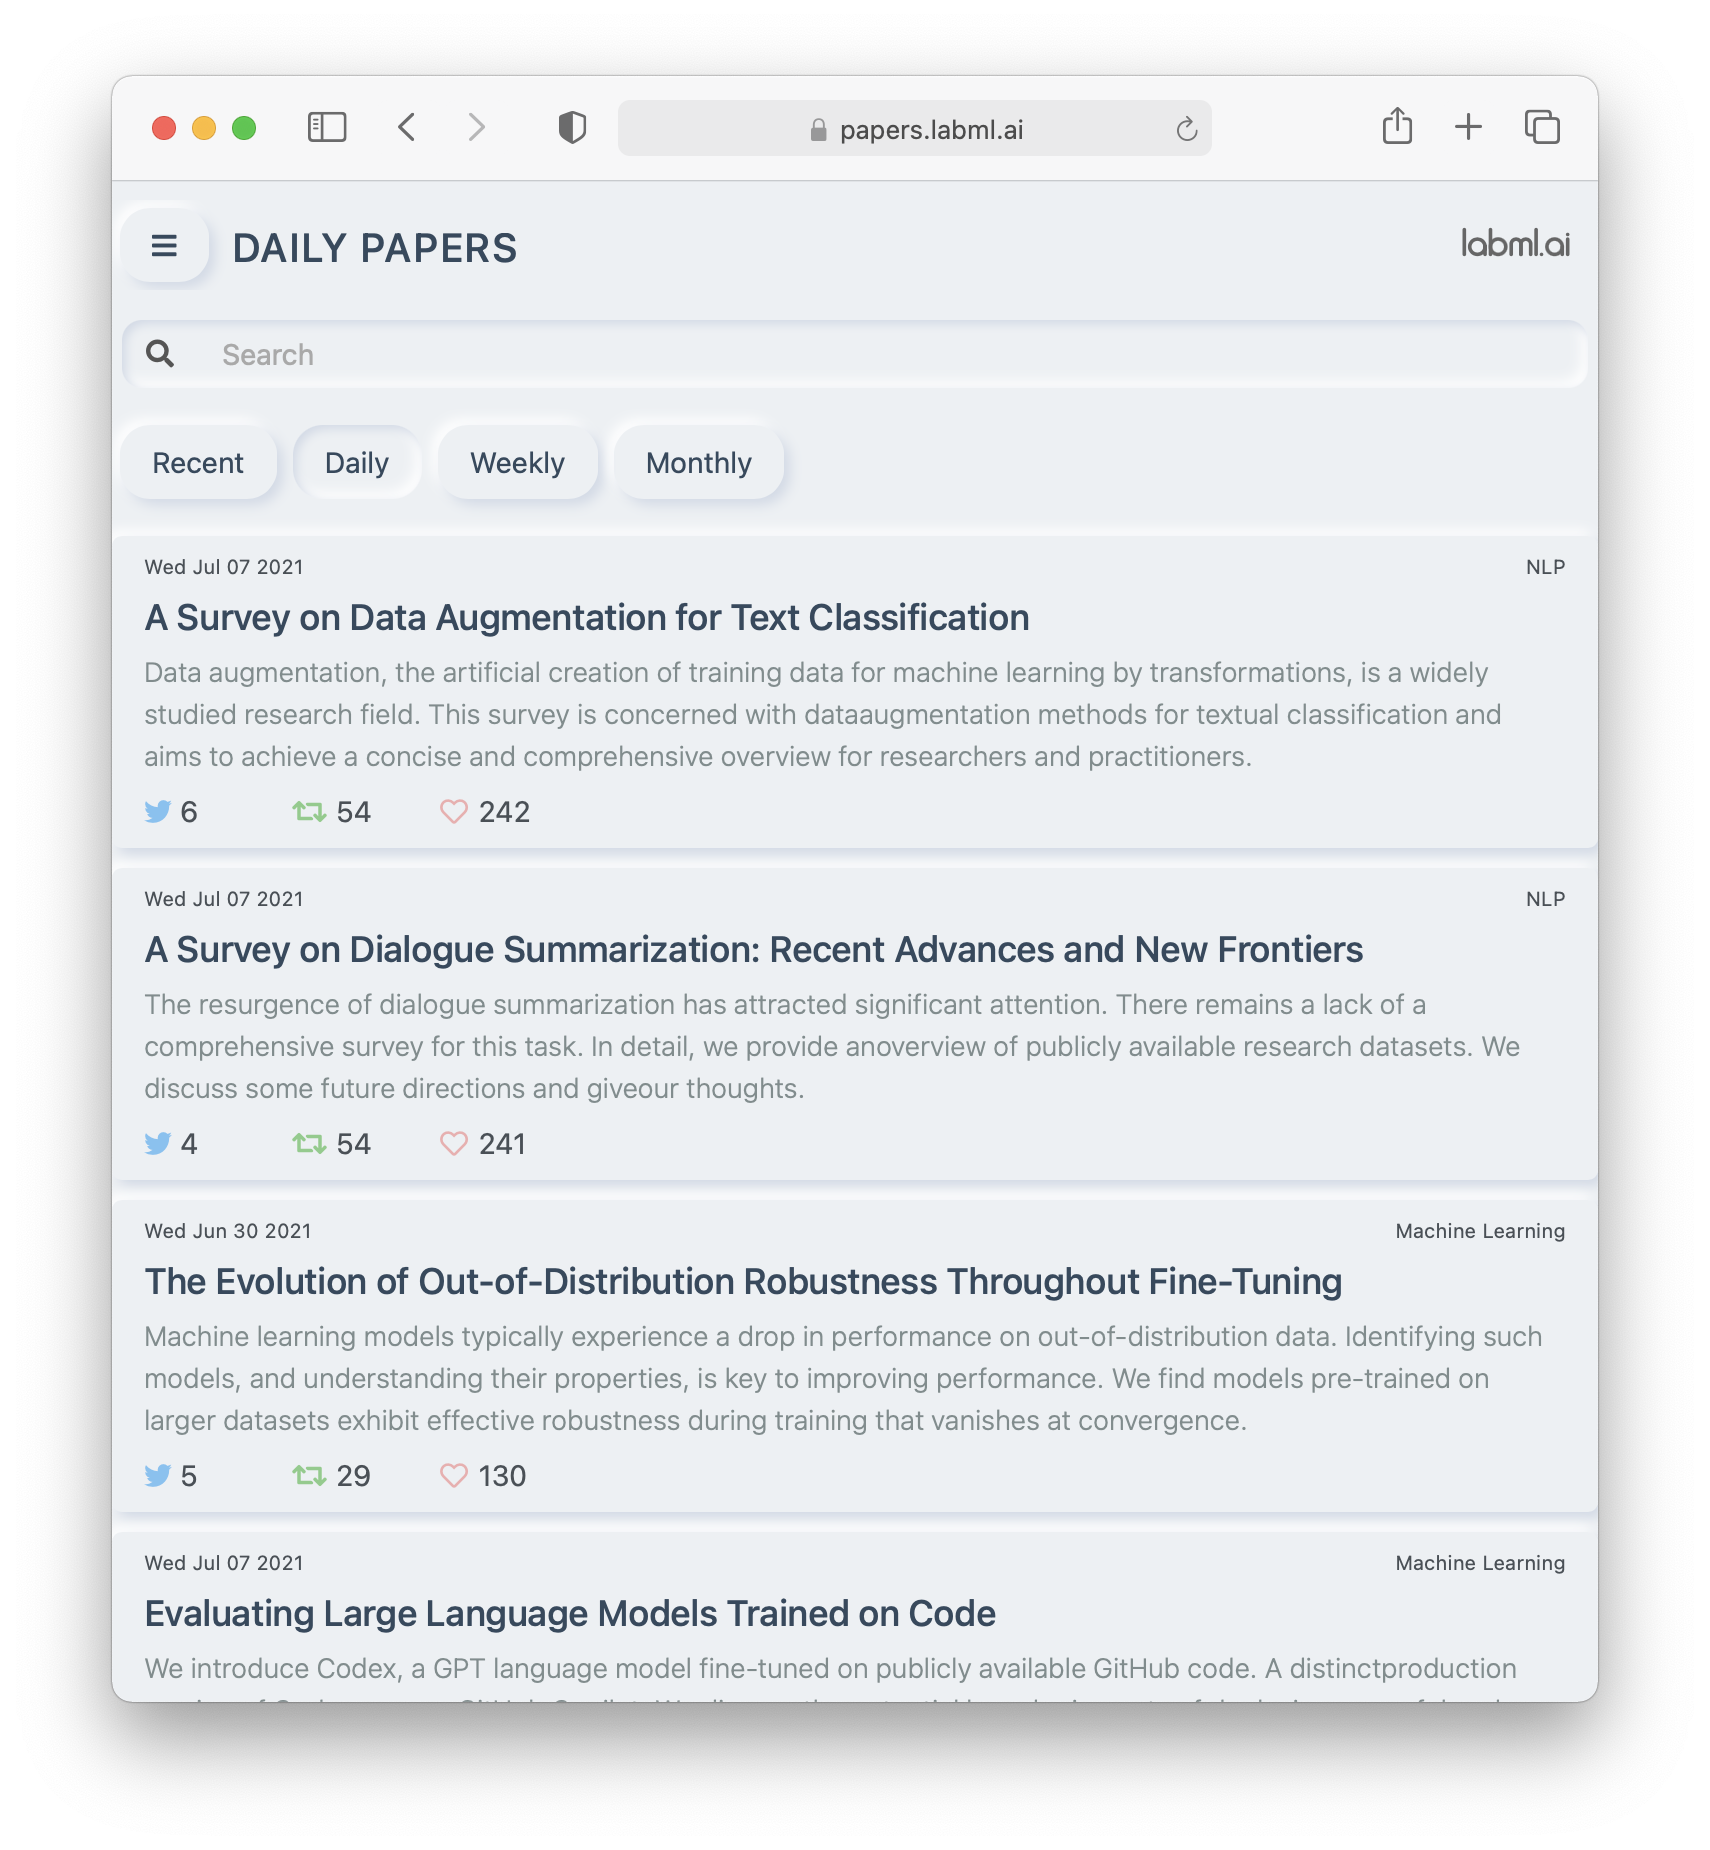 papers.labml.ai
DAILY PAPERS
labml.ai
Search
Recent
Daily
Weekly
Monthly
Wed Jul 07 2021
NLP
A Survey on Data Augmentation for Text Classification
Data augmentation, the artificial creation of training data for machine learning by transformations, is a widely
studied research field. This survey is concerned with dataaugmentation methods for textual classification and
aims to achieve a concise and comprehensive overview for researchers and practitioners.
6
54
242
Wed Jul 07 2021
NLP
A Survey on Dialogue Summarization: Recent Advances and New Frontiers
The resurgence of dialogue summarization has attracted significant attention. There remains a lack of a
comprehensive survey for this task. In detail, we provide anoverview of publicly available research datasets. We
discuss some future directions and giveour thoughts.
4
54
241
Wed Jun 30 2021
Machine Learning
The Evolution of Out-of-Distribution Robustness Throughout Fine-Tuning
Machine learning models typically experience a drop in performance on out-of-distribution data. Identifying such
models, and understanding their properties, is key to improving performance. We find models pre-trained on
larger datasets exhibit effective robustness during training that vanishes at convergence.
5
29
130
Wed Jul 07 2021
Machine Learning
Evaluating Large Language Models Trained on Code
We introduce Codex, a GPT language model fine-tuned on publicly available GitHub code. A distinctproduction